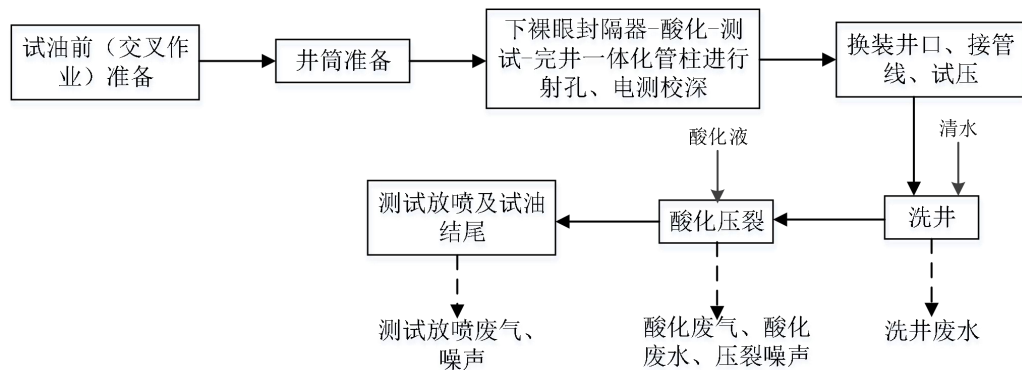 试油前（交叉作
业）准备
井筒准备
下裸眼封隔器-酸化-测
试-完井一体化管柱进行
射孔、电测校深
换装井口、接管
线、试压
酸化液
清水
测试放喷及试油
结尾
酸化压裂
洗井
测试放喷废气、
噪声
酸化废气、酸化
废水、压裂噪声
洗井废水